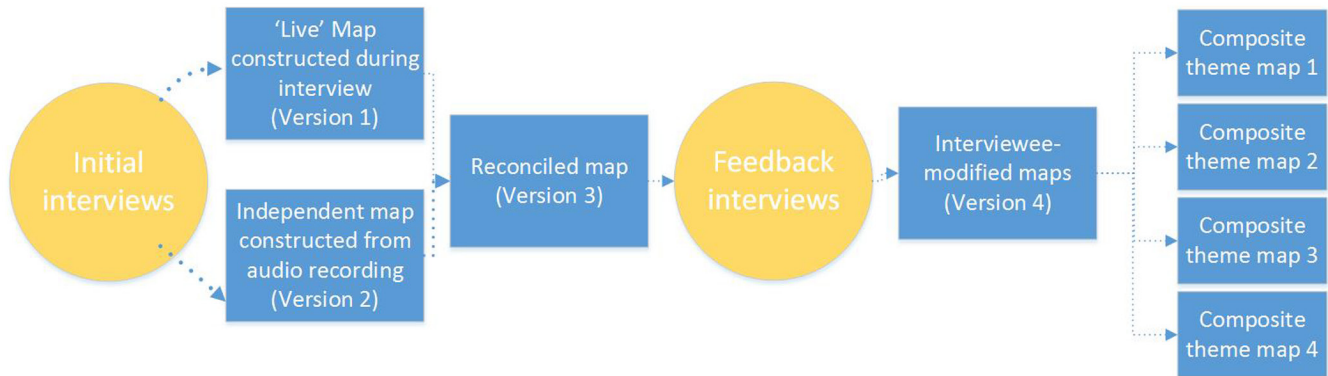 Initial
interviews
‘Live’ Map
constructed during
interview
(Version 1)
Independent map
constructed from
audio recording
(Version 2)
Reconciled map
(Version 3)
Feedback
interviews
Interviewee-
modified maps
(Version 4)
Composite
theme map 1
Composite
theme map 2
Composite
theme map 3
Composite
theme map 4